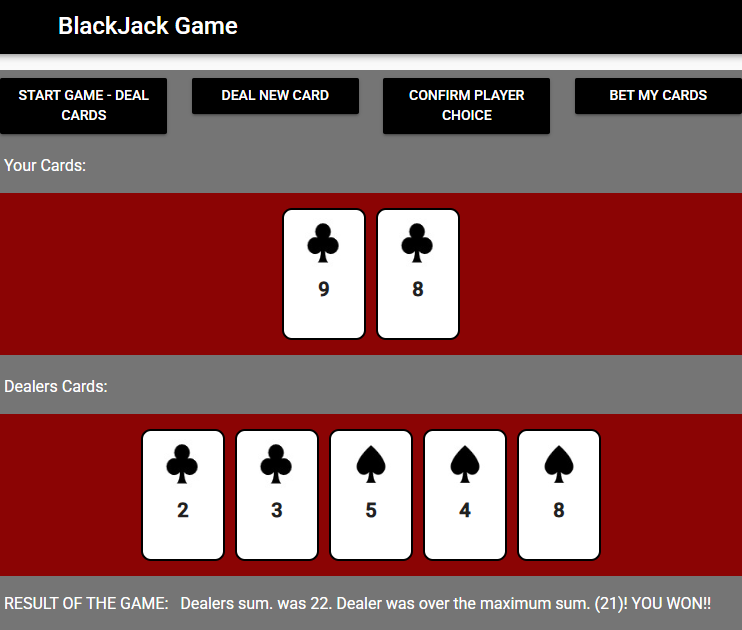 BlackJack Game
START GAME - DEAL
CARDS
DEAL NEW CARD
CONFIRM PLAYER
CHOICE
BET MY CARDS
Your Cards:
9 8
Dealers Cards:
2 3 5 4 8
RESULT OF THE GAME: Dealers sum. was 22. Dealer was over the maximum sum. (21)! YOU WON!!